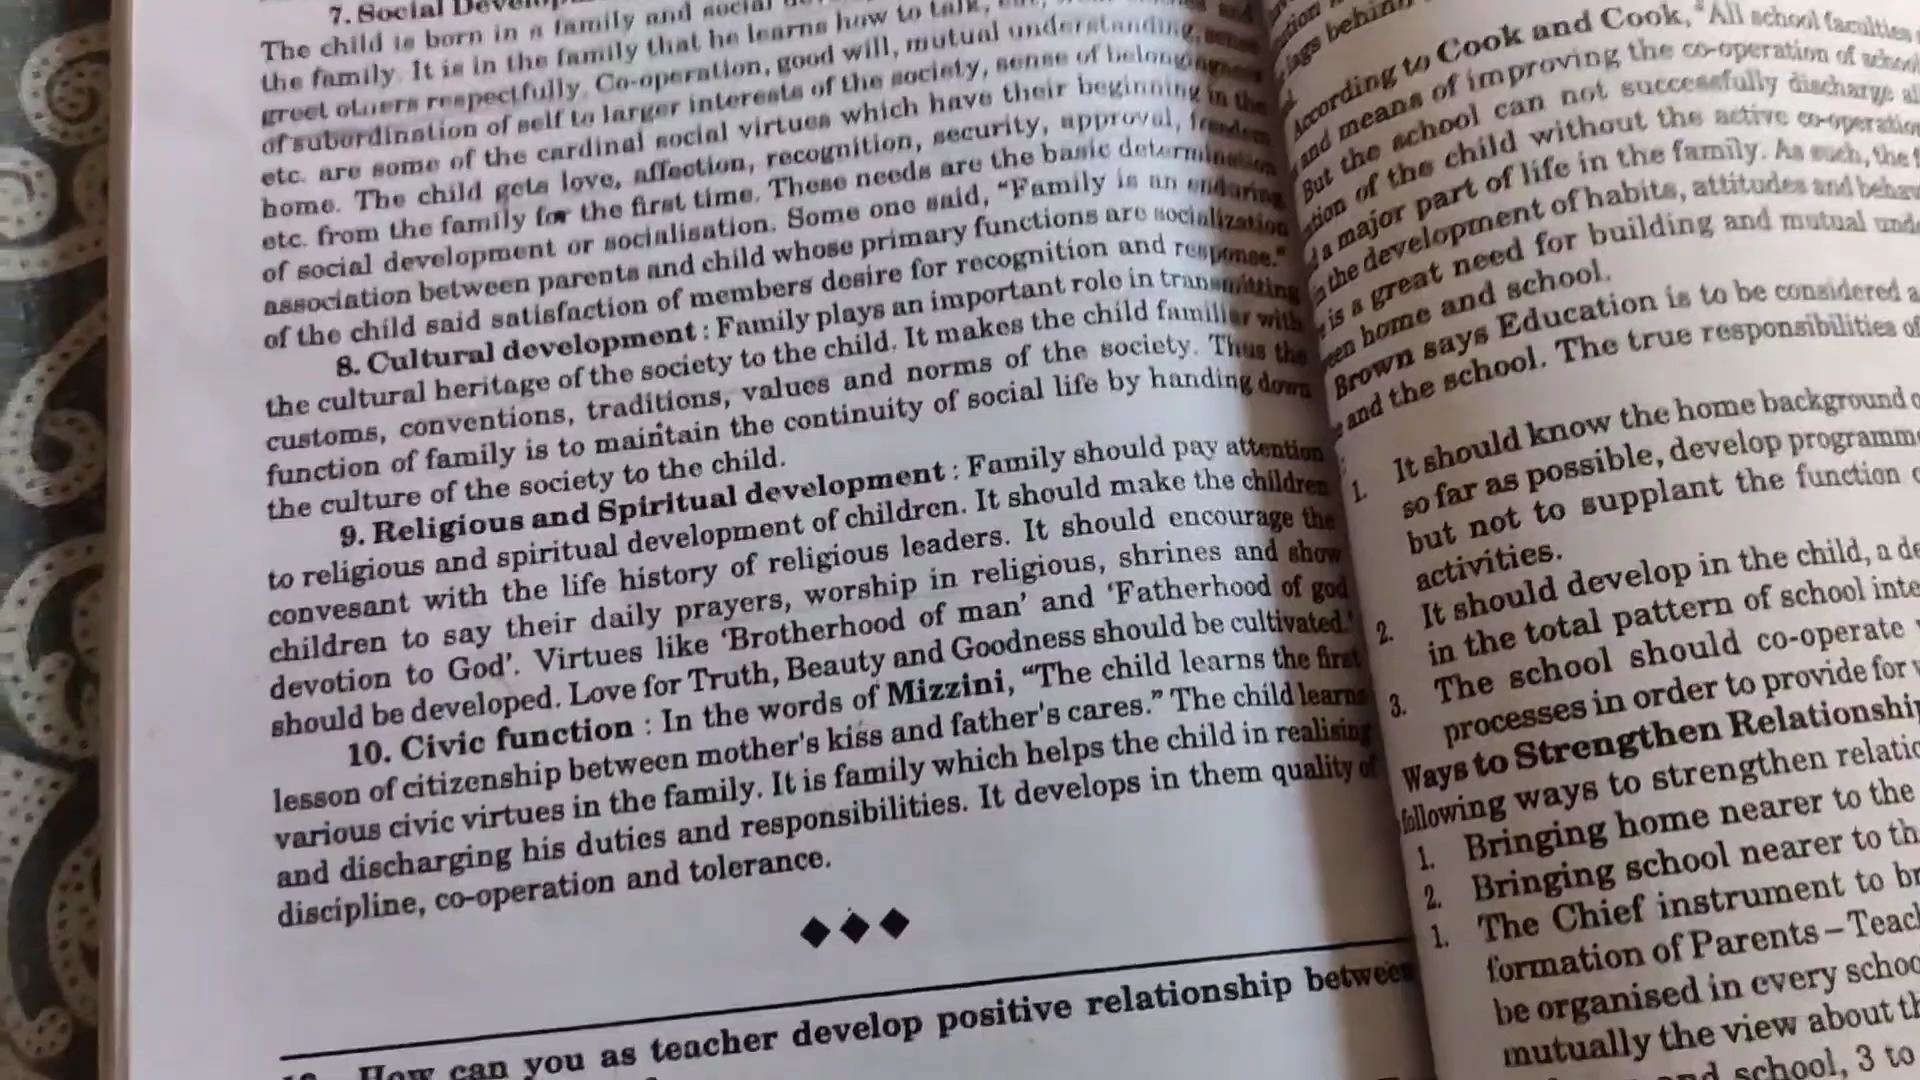 7. Social
The child is born in a family and social
the family. It is in the family that he learns how to talk,
greet others respectfully. Co-operation, good will, mutual understanding, sense
of subordination of self to larger interests of the society, sense of belongingness
etc. are some of the cardinal social virtues which have their beginning in the
home. The child gets love, affection, recognition, security, approval, freedom
etc. from the family for the first time. These needs are the basic
of social development or socialisation. Some one said, "Family is an enduring
association between parents and child whose primary functions are socialization
of the child said satisfaction of members desire for recognition and response."
8. Cultural development : Family plays an important role in transmitting
the cultural heritage of the society to the child. It makes the child familier with
customs, conventions, traditions, values and norms of the society. Thus the
function of family is to maintain the continuity of social life by handing down
the culture of the society to the child.
9. Religious and Spiritual development : Family should pay attention
to religious and spiritual development of children. It should make the children
convesant with the life history of religious leaders. It should encourage the
children to say their daily prayers, worship in religious, shrines and show
devotion to God'. Virtues like 'Brotherhood of man' and 'Fatherhood of god
should be developed. Love for Truth, Beauty and Goodness should be cultivated.'
10. Civic function : In the words of Mizzini, "The child learns the first
lesson of citizenship between mother's kiss and father's cares." The child learns
various civic virtues in the family. It is family which helps the child in realising
and discharging his duties and responsibilities. It develops in them quality of
discipline, co-operation and tolerance.
How can you as teacher develop positive relationship between
lags behind
According to Cook and Cook, "All school faculties
and means of improving the co-operation of school
But the school can not successfully discharge
of the child without the active co-operation
a major part of life in the family. As such, the
the development of habits, attitudes and
is a great need for building and mutual
home and school.
Brown says Education is to be considered
and the school. The true responsibilities of
1. It should know the home background
so far as possible, develop
but not to supplant the function
activities.
2. It should develop in the child, a
in the total pattern of school
3. The school should co-operate
processes in order to provide for
Ways to Strengthen
following ways to strengthen
1. Bringing home nearer to the
2. Bringing school nearer to
1. The Chief instrument to
formation of Parents –
be organised in every
mutually the view about
school, 3 to